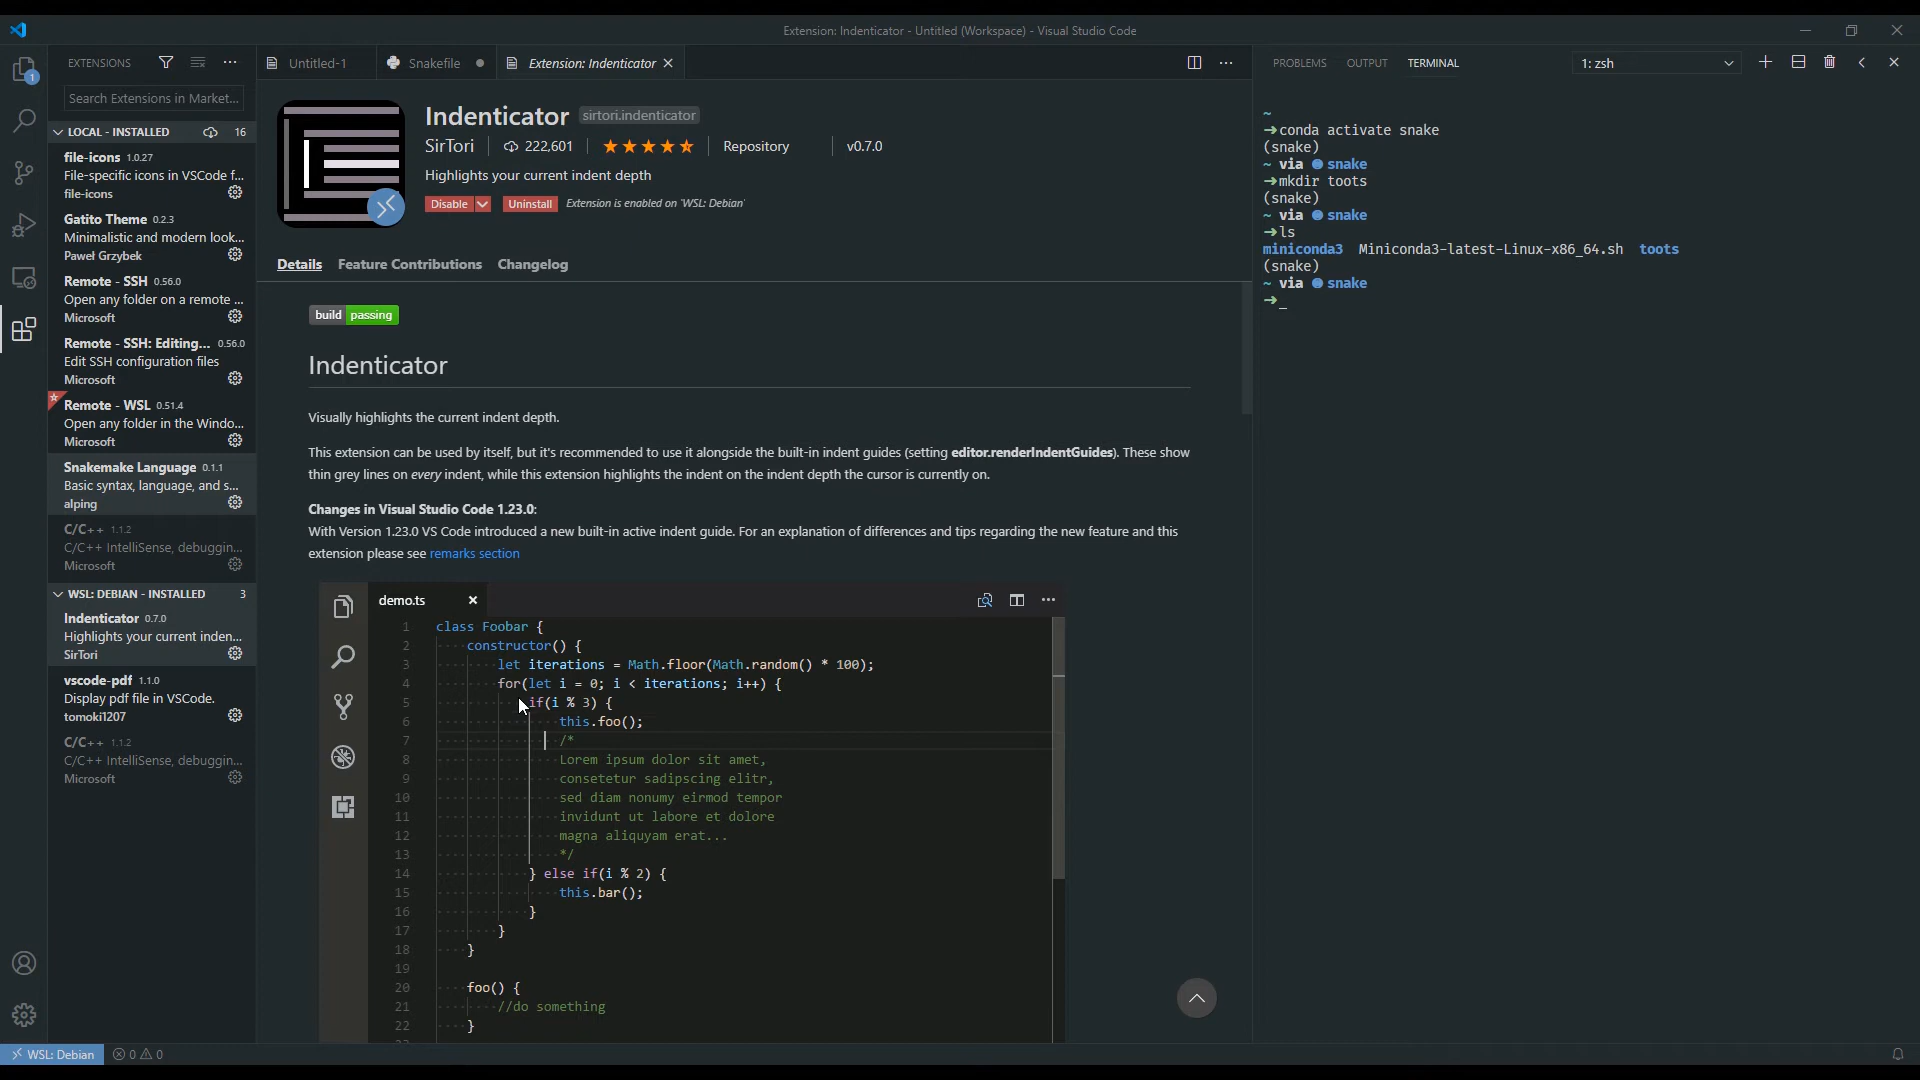 Extension: Indenticator - Untitled (Workspace) - Visual Studio Code
EXTENSIONS
Search Extensions in Market...
LOCAL - INSTALLED 16
file-icons 1.0.27
File-specific icons in VSCode f...
file-icons
Gatito Theme 0.2.3
Minimalistic and modern look...
Paweł Grzybek
Remote - SSH 0.56.0
Open any folder on a remote ...
Microsoft
Remote - SSH: Editing... 0.56.0
Edit SSH configuration files
Microsoft
Remote - WSL 0.51.4
Open any folder in the Windo...
Microsoft
Snakemake Language 0.1.1
Basic syntax, language, and s...
alping
C/C++ 1.1.2
C/C++ IntelliSense, debuggin...
Microsoft
WSL: DEBIAN - INSTALLED 3
Indenticator 0.7.0
Highlights your current inden...
SirTori
vscode-pdf 1.1.0
Display pdf file in VSCode.
tomoki1207
C/C++ 1.1.2
C/C++ IntelliSense, debuggin...
Microsoft
1
Untitled-1 Snakefile Extension: Indenticator
Indenticator sirtori.indenticator
SirTori 222,601 Repository v0.7.0
Highlights your current indent depth
Disable Uninstall Extension is enabled on 'WSL: Debian'
Details Feature Contributions Changelog
build passing
Indenticator
Visually highlights the current indent depth.
This extension can be used by itself, but it's recommended to use it alongside the built-in indent guides (setting editor.renderIndentGuides). These show
thin grey lines on every indent, while this extension highlights the indent on the indent depth the cursor is currently on.
Changes in Visual Studio Code 1.23.0:
With Version 1.23.0 VS Code introduced a new built-in active indent guide. For an explanation of differences and tips regarding the new feature and this
extension please see remarks section
demo.ts
1 class Foobar {
2 constructor() {
3 let iterations = Math.floor(Math.random() * 100);
4 for(let i = 0; i < iterations; i++) {
5 if(i % 3) {
6 this.foo();
7 /*
8 Lorem ipsum dolor sit amet,
9 consetetur sadipscing elitr,
10 sed diam nonumy eirmod tempor
11 invidunt ut labore et dolore
12 magna aliquyam erat...
13 */
14 } else if(i % 2) {
15 this.bar();
16 }
17 }
18 }
19
20 foo() {
21 //do something
22 }
PROBLEMS OUTPUT TERMINAL 1: zsh
~
➜conda activate snake
(snake)
~ via snake
➜mkdir toots
(snake)
~ via snake
➜ls
miniconda3 Miniconda3-latest-Linux-x86_64.sh toots
(snake)
~ via snake
➜_
WSL: Debian 0 0